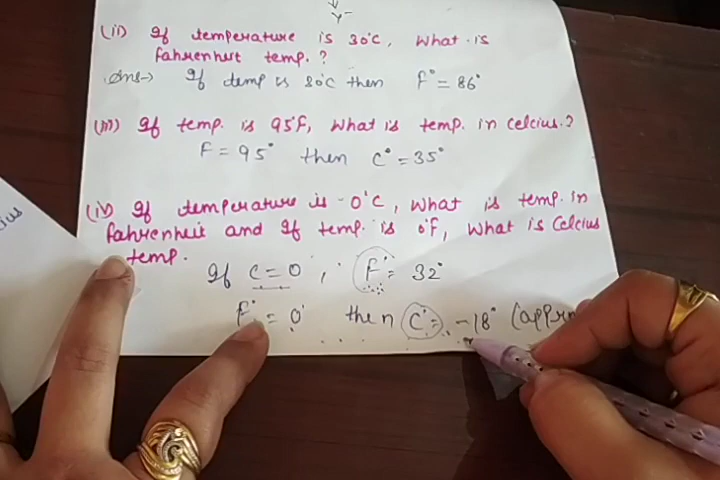 y-
(ii) If temperature is 30°C, What is
fahrenheit temp.?
Ans→ If temp is 30°C then F° = 86°
(iii) If temp. is 95°F, What is temp. in celcius.?
F = 95° then C° = 35°
(iv) If temperature is 0°C, what is temp. in
fahrenheit and If temp. is 0°F, What is Celcius
temp.
If C = 0, F° = 32°
F° = 0° then C° = -18° (appr
cius